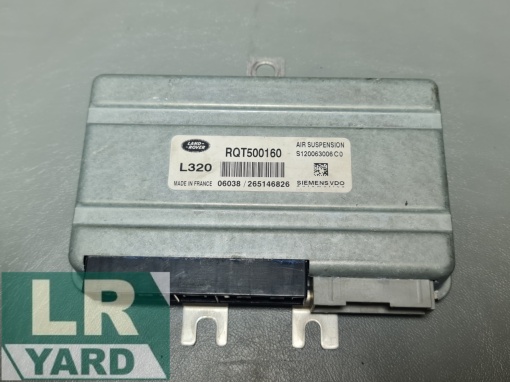 LAND-
ROVER
RQT500160
AIR SUSPENSION
S120063006 C0
L320
MADE IN FRANCE
06038 / 265146826
SIEMENS VDO
LR
YARD